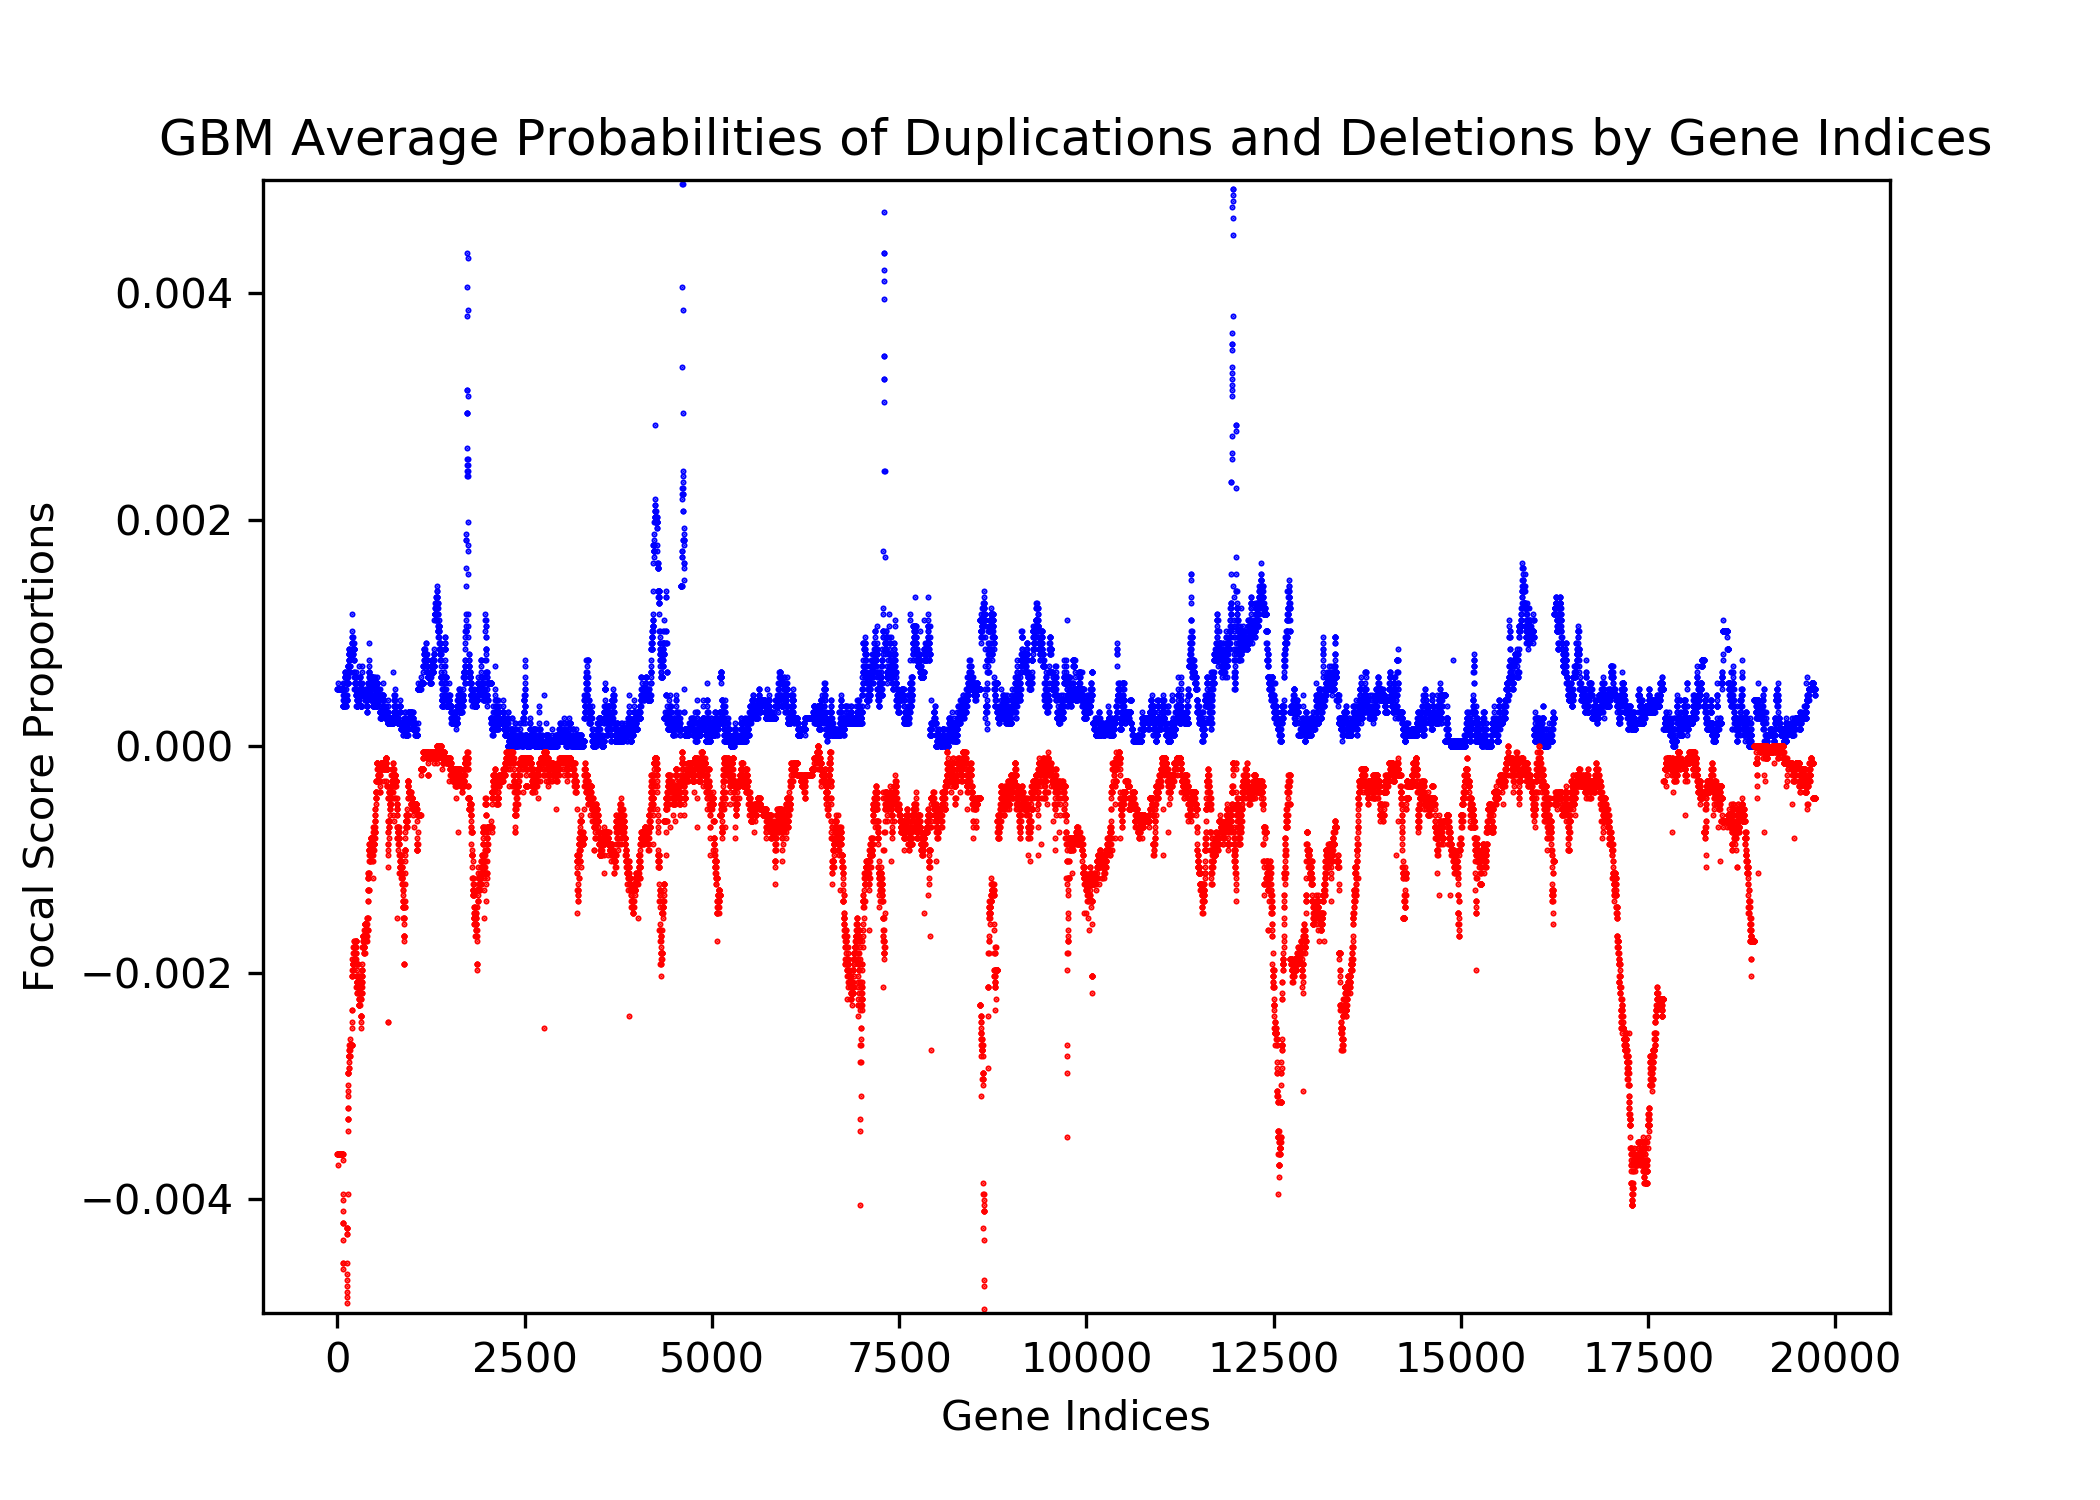 GBM Average Probabilities of Duplications and Deletions by Gene Indices
Focal Score Proportions
0.004
0.002
0.000
−0.002
−0.004
0 2500 5000 7500 10000 12500 15000 17500 20000
Gene Indices